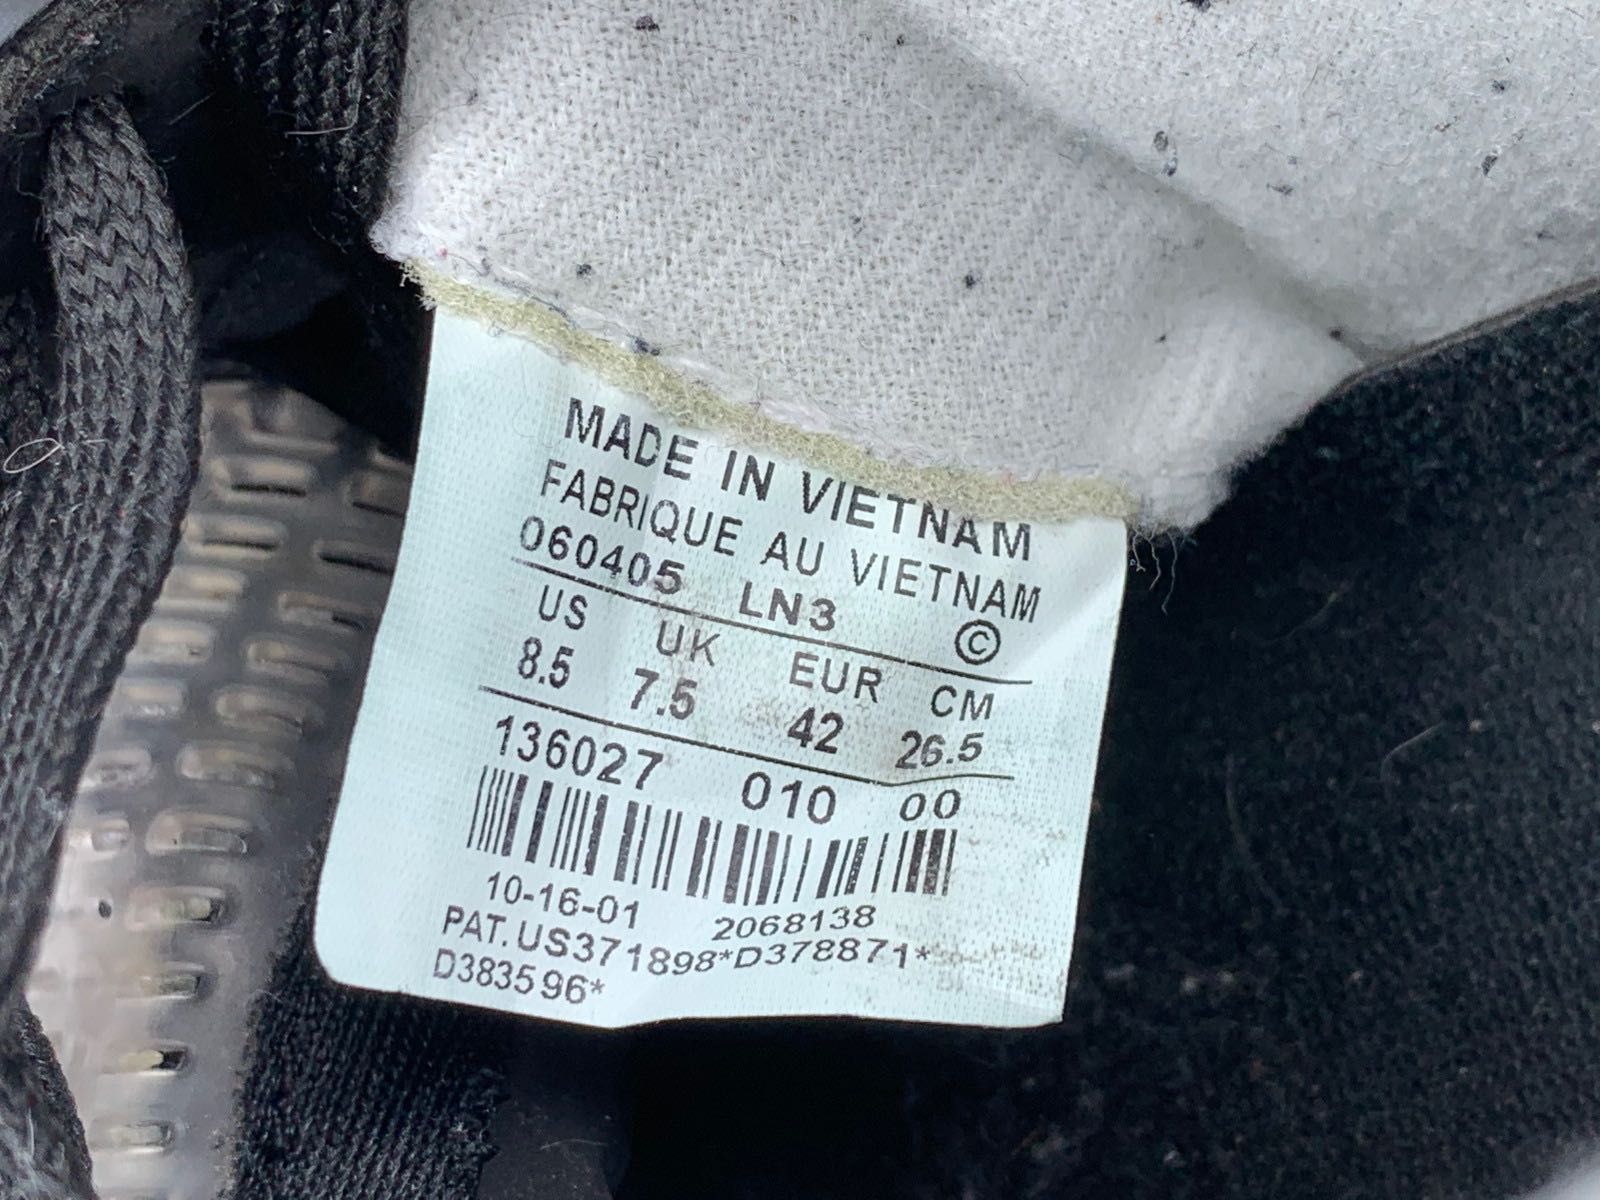 MADE IN VIETNAM
FABRIQUE AU VIETNAM
060405 LN3 ©
US UK EUR CM
8.5 7.5 42 26.5
136027 010 00
10-16-01 2068138
PAT.US371898*D378871*
D383596*